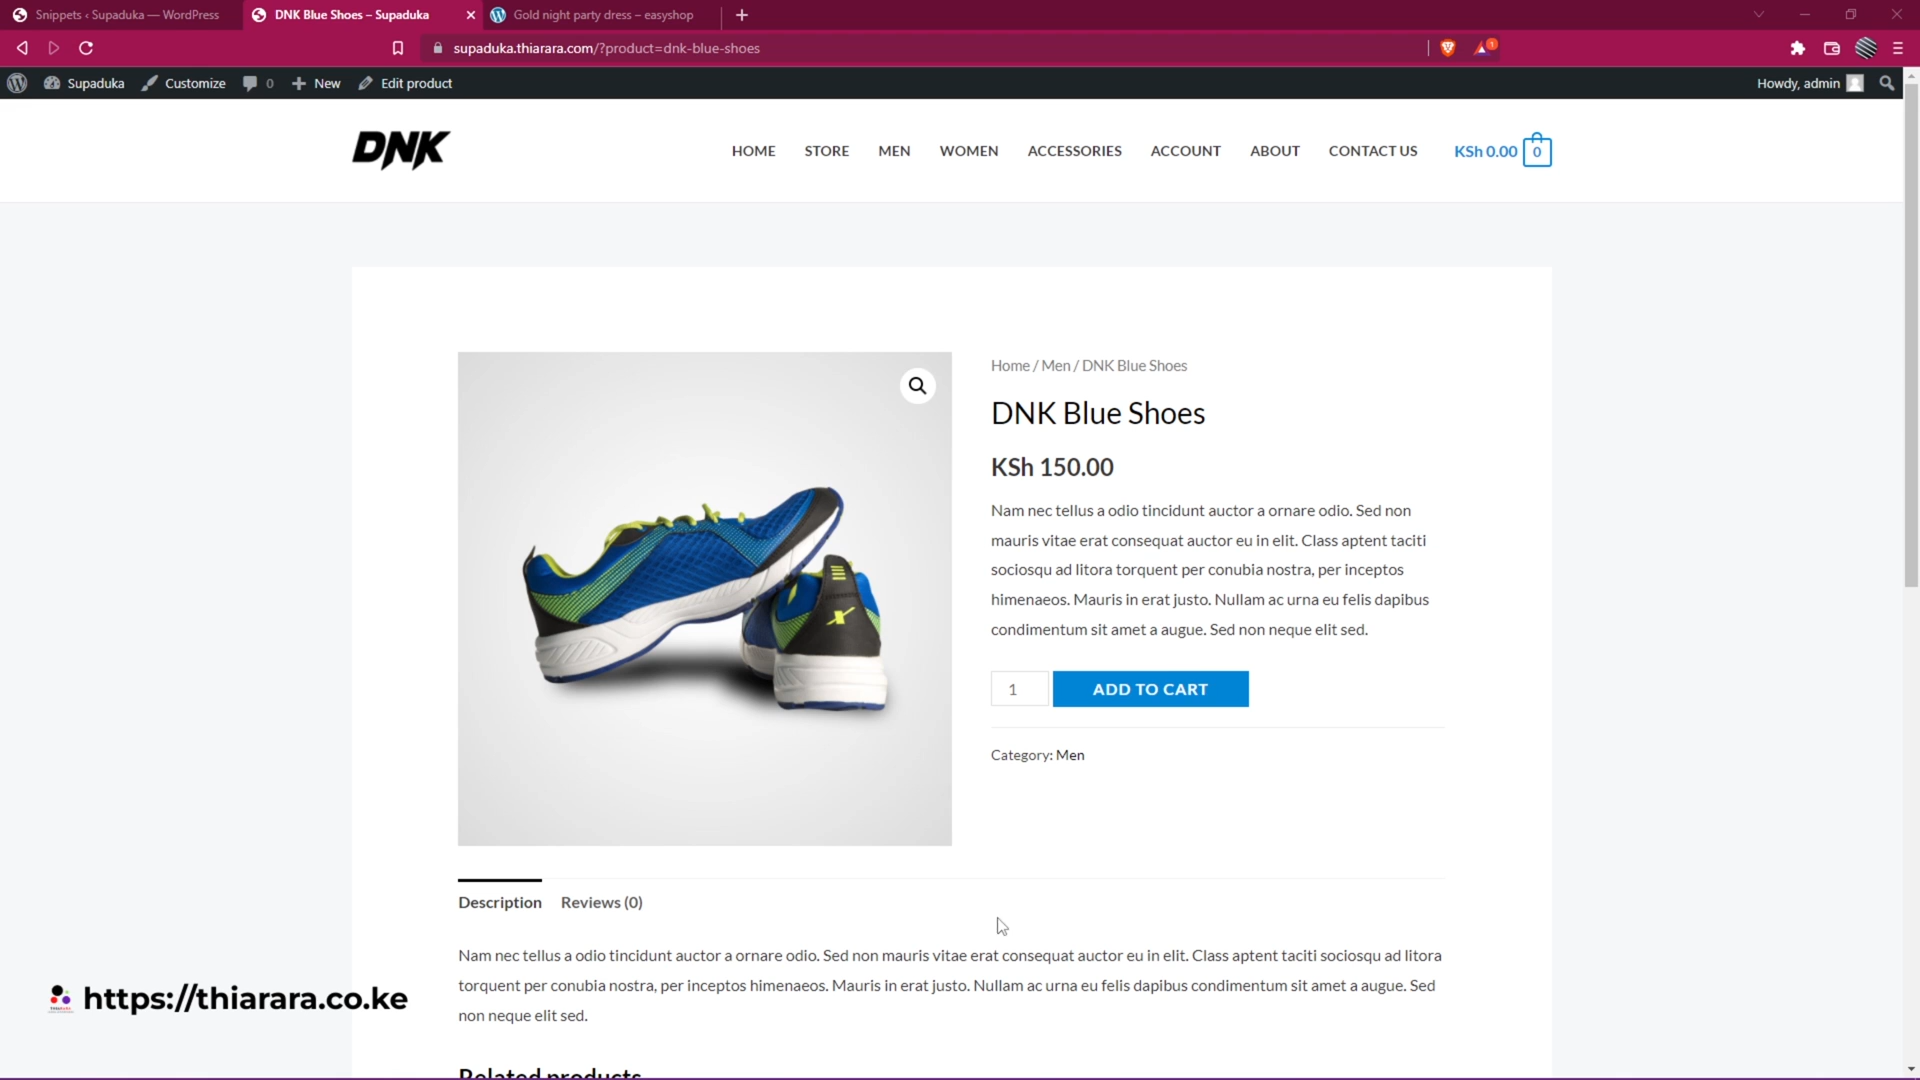 Snippets ‹ Supaduka — WordPress
DNK Blue Shoes – Supaduka
Gold night party dress – easyshop
supaduka.thiarara.com/?product=dnk-blue-shoes
1
Supaduka
Customize
0
New
Edit product
Howdy, admin
DNK
HOME
STORE
MEN
WOMEN
ACCESSORIES
ACCOUNT
ABOUT
CONTACT US
KSh 0.00
0
Home / Men / DNK Blue Shoes
DNK Blue Shoes
KSh 150.00
Nam nec tellus a odio tincidunt auctor a ornare odio. Sed non
mauris vitae erat consequat auctor eu in elit. Class aptent taciti
sociosqu ad litora torquent per conubia nostra, per inceptos
himenaeos. Mauris in erat justo. Nullam ac urna eu felis dapibus
condimentum sit amet a augue. Sed non neque elit sed.
1
ADD TO CART
Category: Men
Description
Reviews (0)
Nam nec tellus a odio tincidunt auctor a ornare odio. Sed non mauris vitae erat consequat auctor eu in elit. Class aptent taciti sociosqu ad litora
torquent per conubia nostra, per inceptos himenaeos. Mauris in erat justo. Nullam ac urna eu felis dapibus condimentum sit amet a augue. Sed
non neque elit sed.
https://thiarara.co.ke
Related products